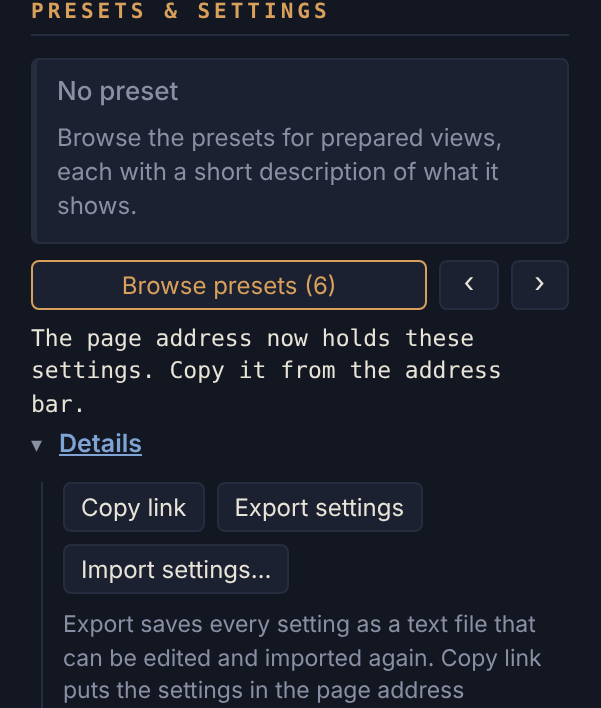 PRESETS & SETTINGS
No preset
Browse the presets for prepared views,
each with a short description of what it
shows.
Browse presets (6)
‹ ›
The page address now holds these
settings. Copy it from the address
bar.
▾ Details
Copy link Export settings
Import settings...
Export saves every setting as a text file that
can be edited and imported again. Copy link
puts the settings in the page address